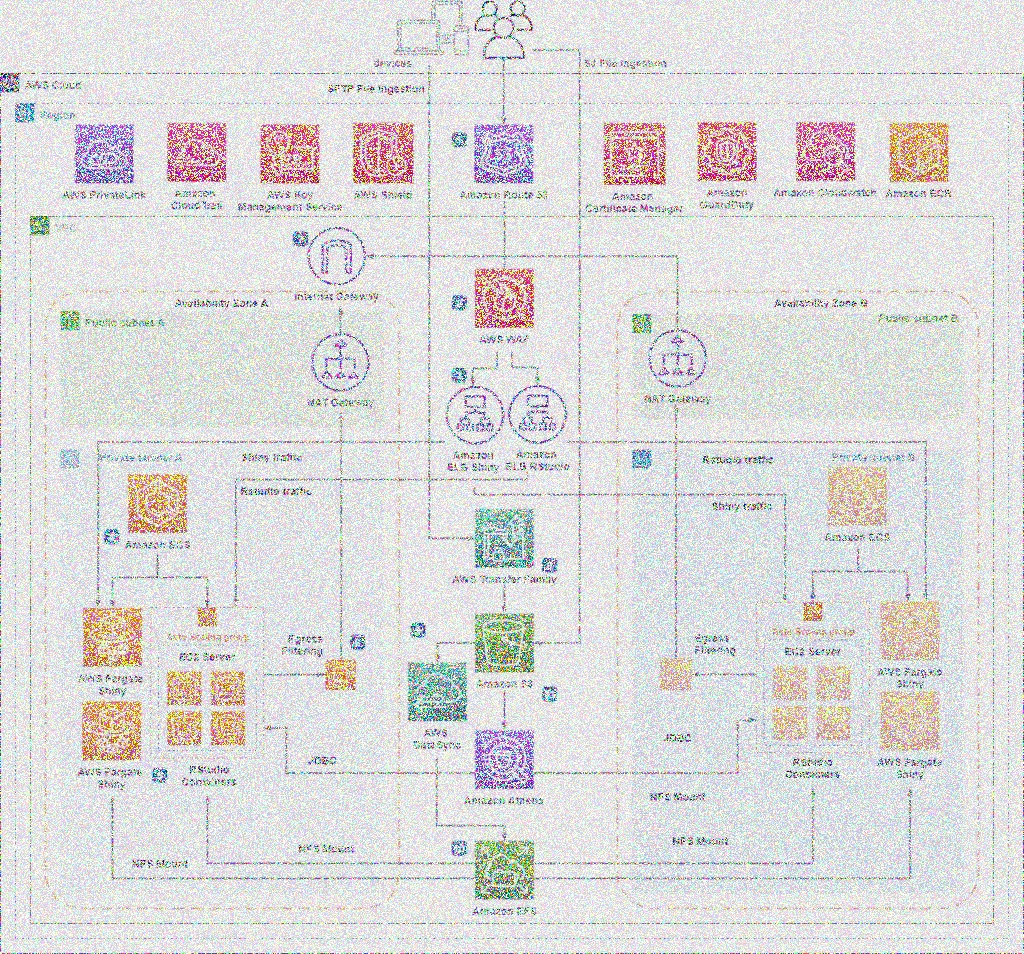 devices
S3 File Ingestion
AWS Cloud
SFTP File Ingestion
Region
AWS PrivateLink
Amazon
CloudTrail
AWS Key
Management Service
AWS Shield
Amazon Route 53
Amazon
Certificate Manager
Amazon
GuardDuty
Amazon Cloudwatch
Amazon ECR
Internet Gateway
Availability Zone A
Availability Zone B
Public subnet A
Public subnet B
AWS WAF
NAT Gateway
NAT Gateway
Amazon
ELB Shiny
Amazon
ELB RStudio
Private subnet A
Shiny traffic
Rstudio traffic
Private subnet B
Rstudio traffic
Shiny traffic
Amazon ECS
Amazon ECS
AWS Transfer Family
Auto Scaling group
EC2 Server
Egress
Filtering
Egress
Filtering
Auto Scaling group
EC2 Server
AWS Fargate
Shiny
Amazon S3
AWS Fargate
Shiny
AWS
Data Sync
JDBC
JDBC
AWS Fargate
Shiny
RStudio
Containers
RStudio
Containers
AWS Fargate
Shiny
Amazon Athena
NFS Mount
NFS Mount
NFS Mount
NFS Mount
Amazon EFS